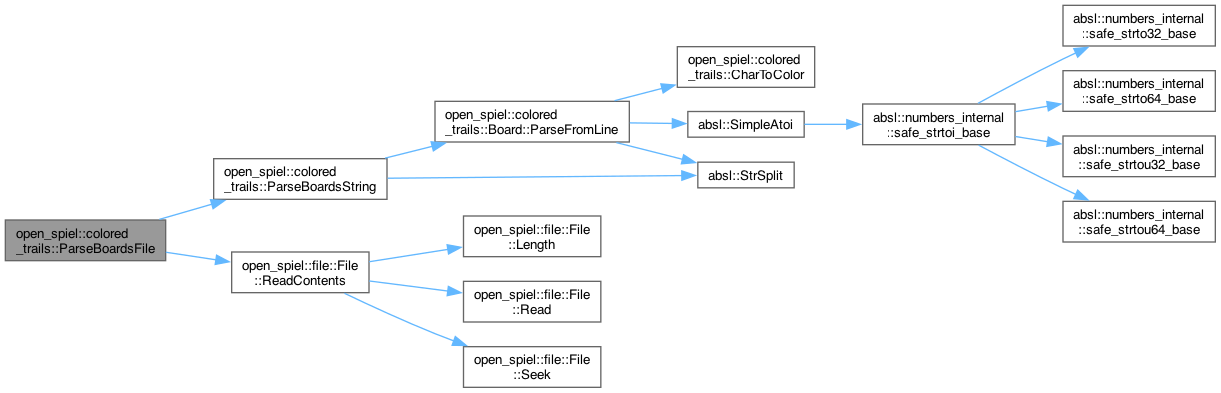 open_spiel::colored
_trails::ParseBoardsFile
open_spiel::colored
_trails::ParseBoardsString
open_spiel::colored
_trails::Board::ParseFromLine
open_spiel::colored
_trails::CharToColor
absl::SimpleAtoi
absl::numbers_internal
::safe_strtoi_base
absl::numbers_internal
::safe_strto32_base
absl::numbers_internal
::safe_strto64_base
absl::numbers_internal
::safe_strtou32_base
absl::numbers_internal
::safe_strtou64_base
absl::StrSplit
open_spiel::file::File
::ReadContents
open_spiel::file::File
::Length
open_spiel::file::File
::Read
open_spiel::file::File
::Seek